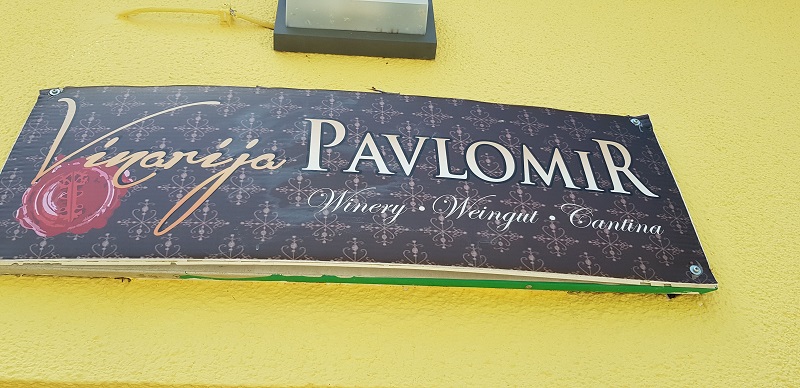 Vinarija PAVLOMIR
Winery · Weingut · Cantina